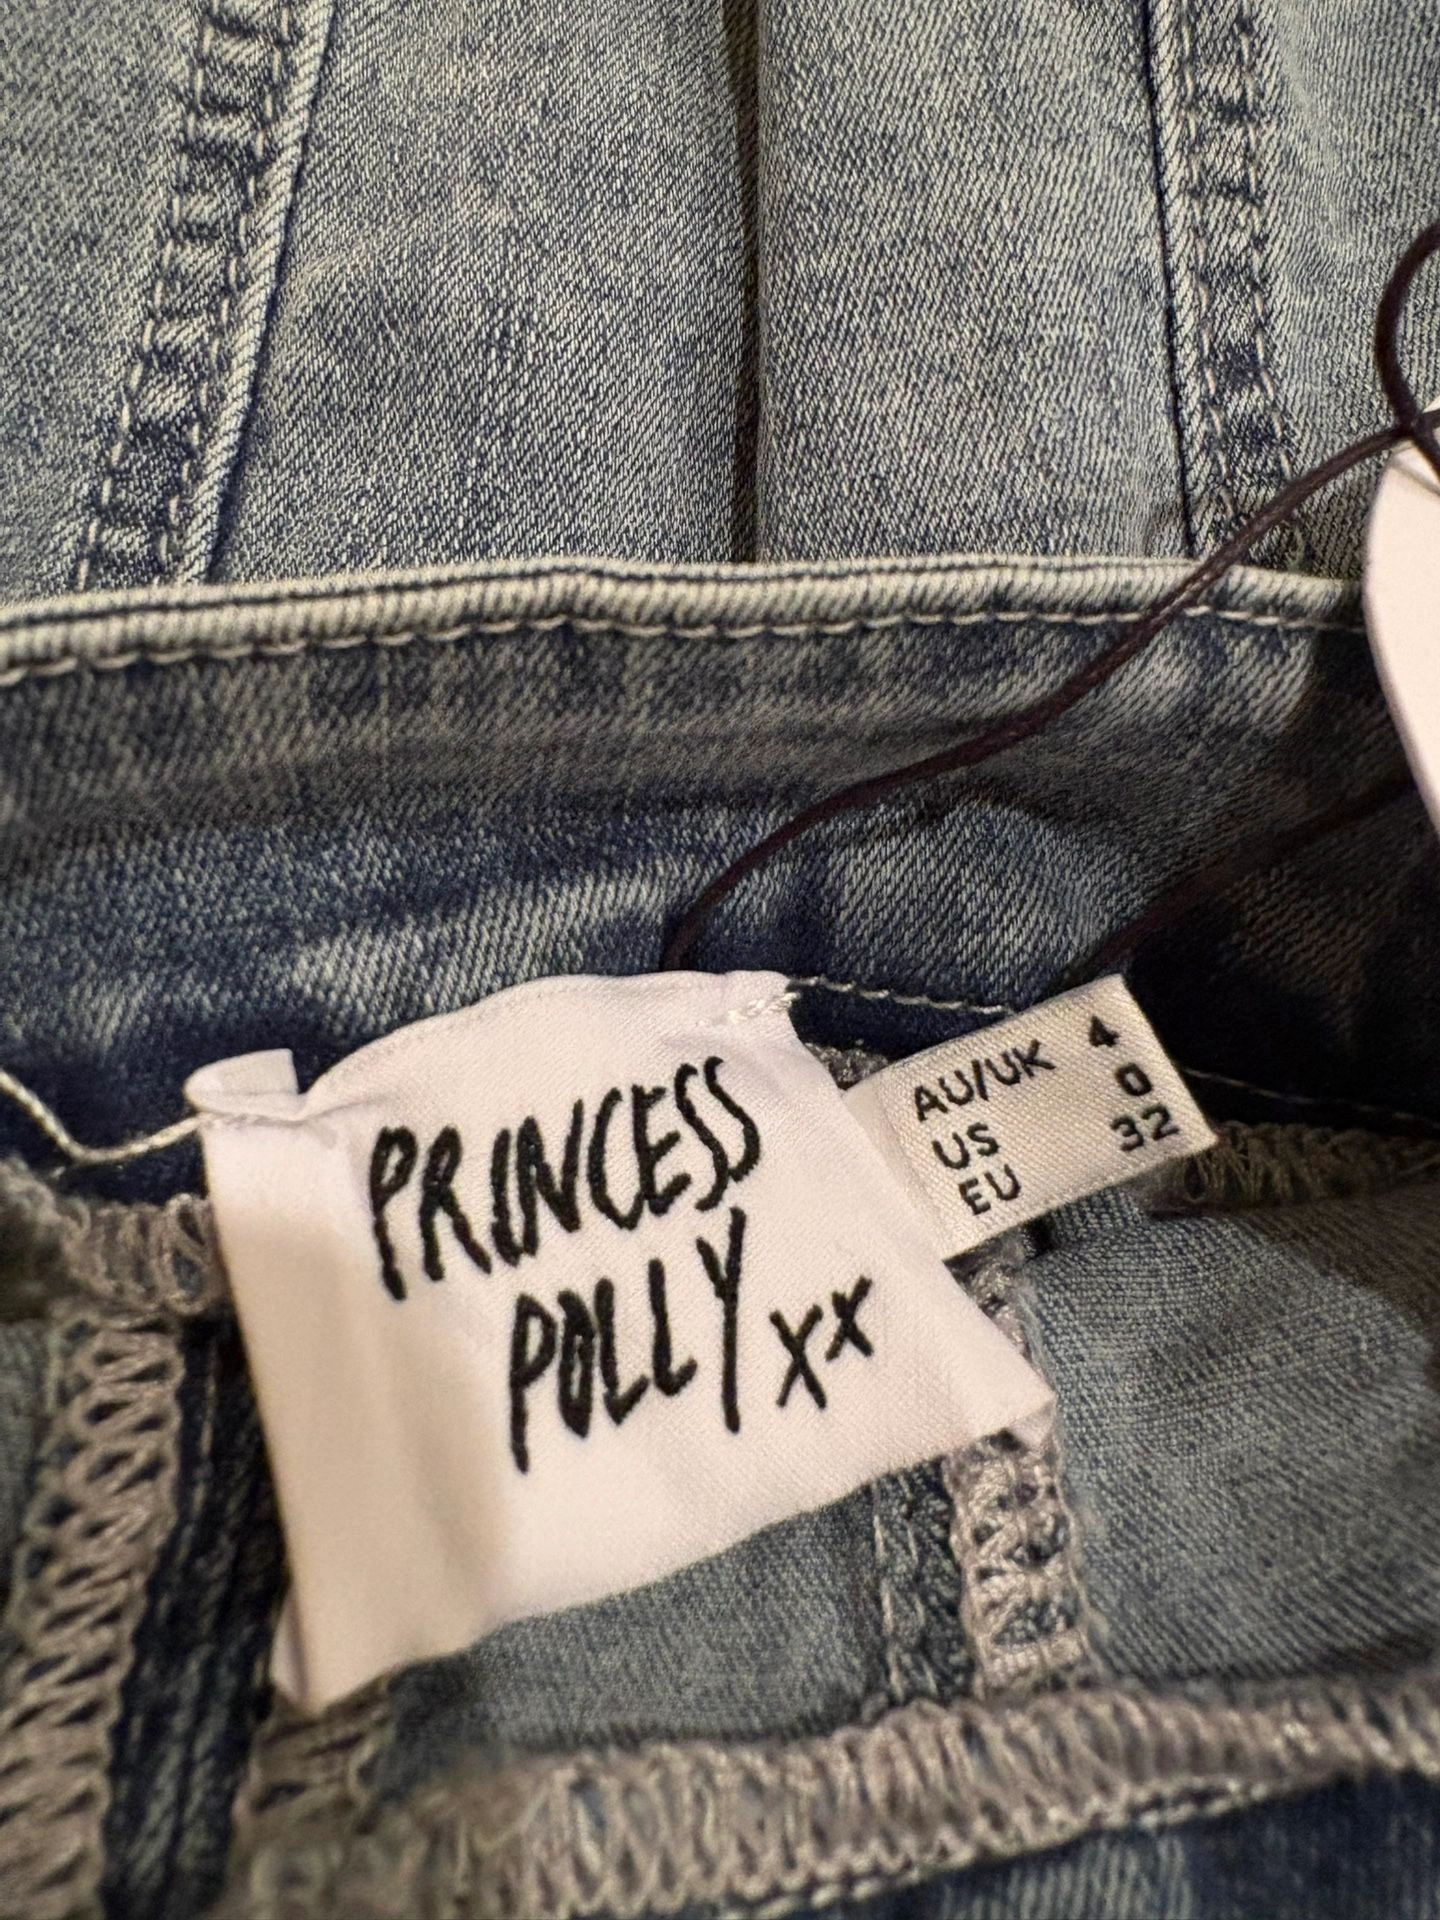 PRINCESS
POLLY xx
AU/UK 4
US 0
EU 32